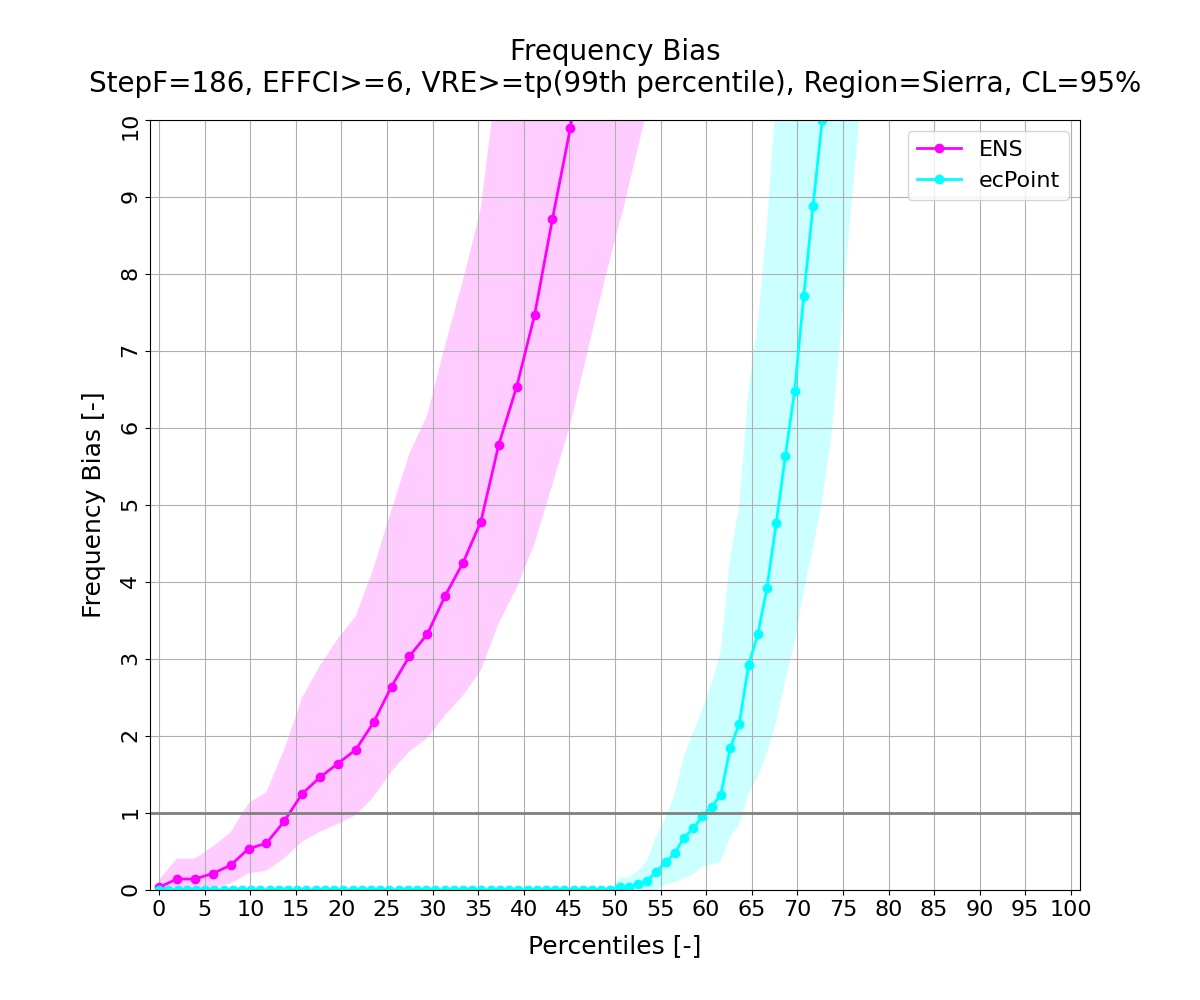 Frequency Bias
StepF=186, EFFCI>=6, VRE>=tp(99th percentile), Region=Sierra, CL=95%
ENS
ecPoint
Frequency Bias [-]
10
9
8
7
6
5
4
3
2
1
0
0 5 10 15 20 25 30 35 40 45 50 55 60 65 70 75 80 85 90 95 100
Percentiles [-]